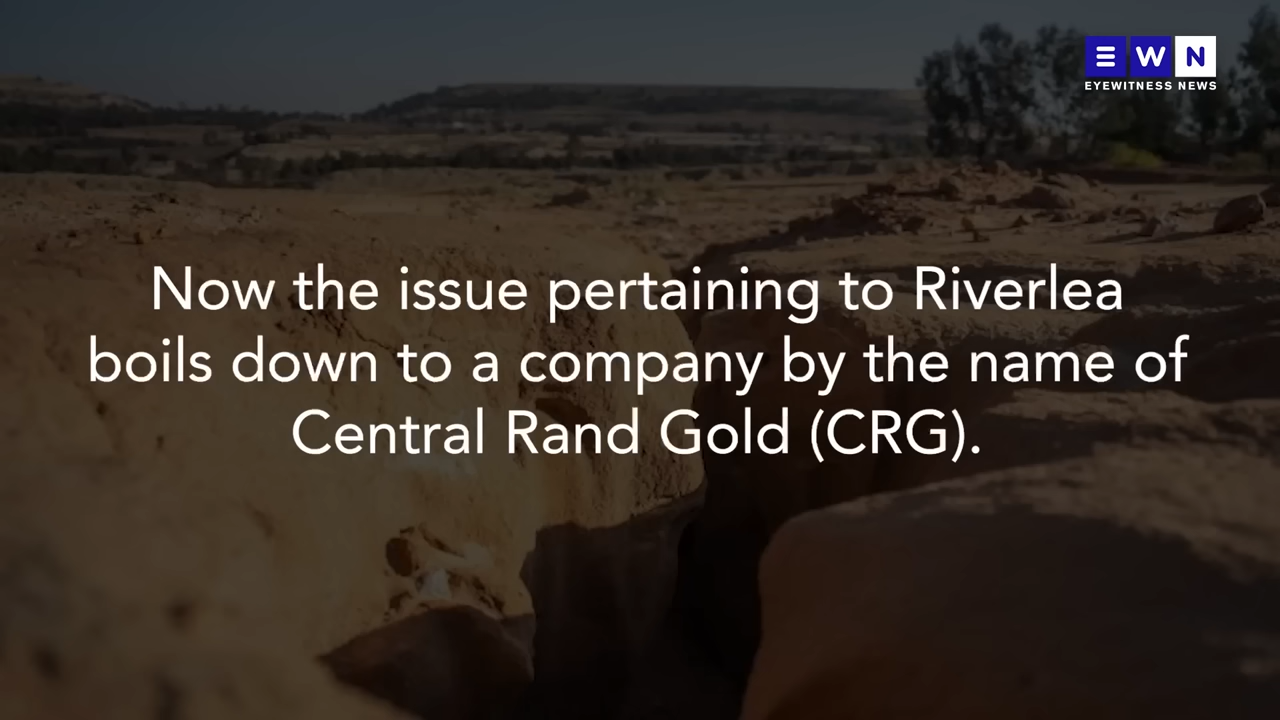 EWN
EYEWITNESS NEWS
Now the issue pertaining to Riverlea
boils down to a company by the name of
Central Rand Gold (CRG).